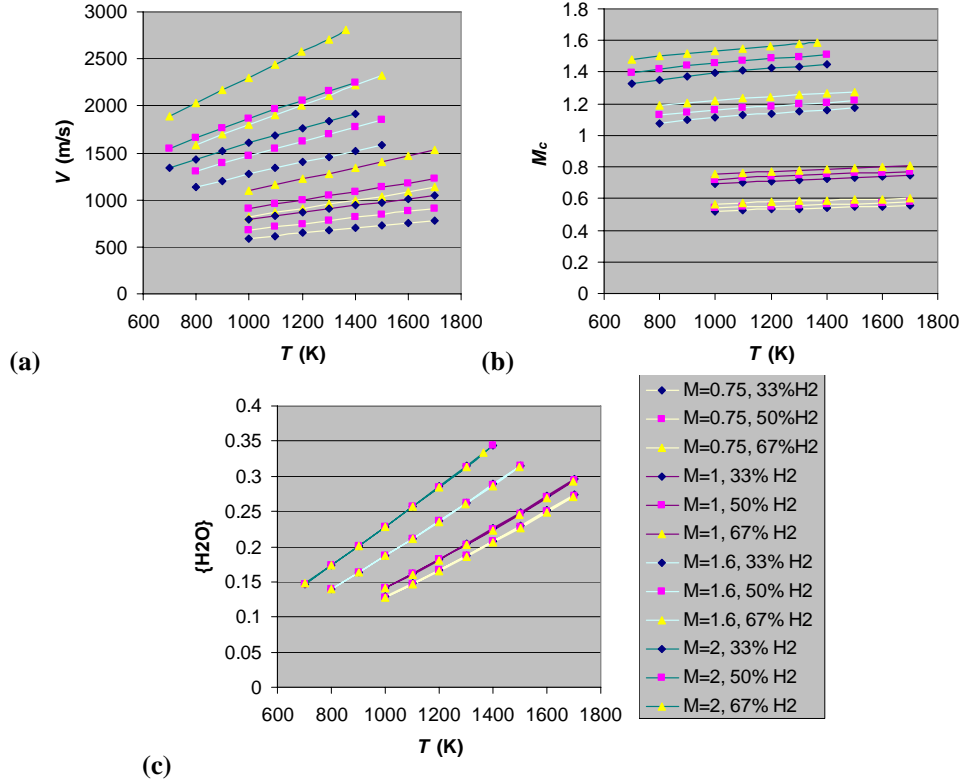 3000
2500
2000
1500
1000
500
0
V (m/s)
600 800 1000 1200 1400 1600 1800
T (K)
(a)
1.8
1.6
1.4
1.2
1
0.8
0.6
0.4
0.2
0
Mc
600 800 1000 1200 1400 1600 1800
T (K)
(b)
0.4
0.35
0.3
0.25
0.2
0.15
0.1
0.05
0
{H2O}
600 800 1000 1200 1400 1600 1800
T (K)
(c)
M=0.75, 33%H2
M=0.75, 50%H2
M=0.75, 67%H2
M=1, 33% H2
M=1, 50% H2
M=1, 67% H2
M=1.6, 33% H2
M=1.6, 50% H2
M=1.6, 67% H2
M=2, 33% H2
M=2, 50% H2
M=2, 67% H2